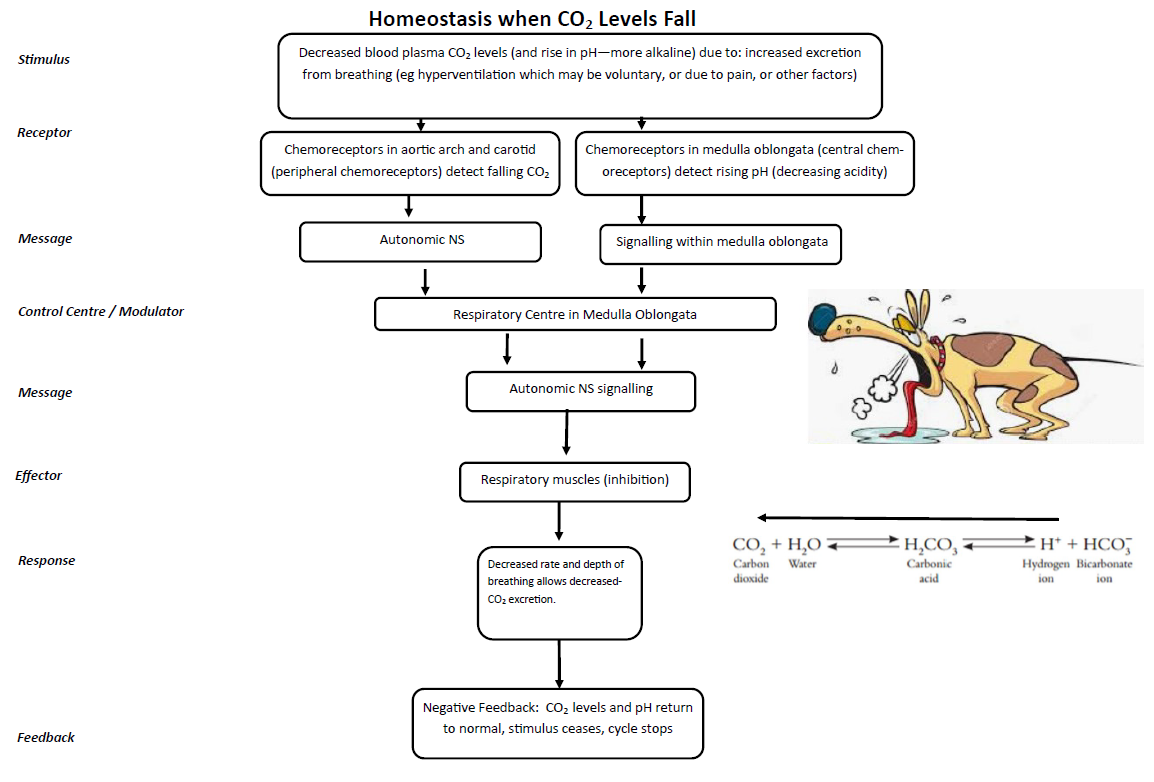 Homeostasis when CO₂ Levels Fall
Stimulus
Decreased blood plasma CO₂ levels (and rise in pH—more alkaline) due to: increased excretion
from breathing (eg hyperventilation which may be voluntary, or due to pain, or other factors)
Receptor
Chemoreceptors in aortic arch and carotid
(peripheral chemoreceptors) detect falling CO₂
Chemoreceptors in medulla oblongata (central chem-
oreceptors) detect rising pH (decreasing acidity)
Message
Autonomic NS
Signalling within medulla oblongata
Control Centre / Modulator
Respiratory Centre in Medulla Oblongata
Message
Autonomic NS signalling
Effector
Respiratory muscles (inhibition)
CO₂ + H₂O ⇌ H₂CO₃ ⇌ H⁺ + HCO₃⁻
Carbon Water Carbonic Hydrogen Bicarbonate
dioxide acid ion ion
Response
Decreased rate and depth of
breathing allows decreased-
CO₂ excretion.
Negative Feedback: CO₂ levels and pH return
to normal, stimulus ceases, cycle stops
Feedback